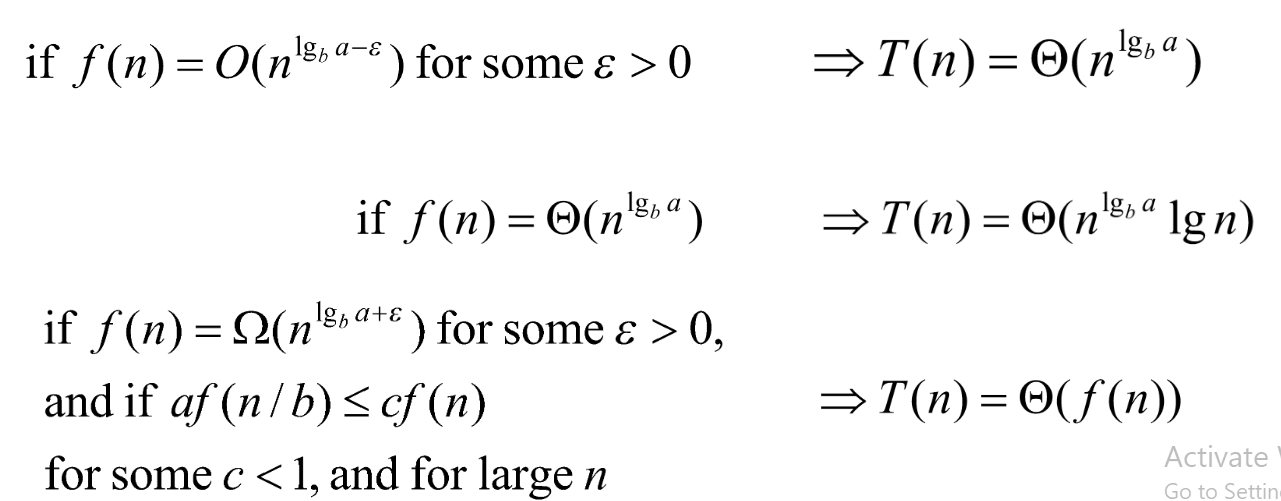 if f(n) = O(n^{lg_b a−ε}) for some ε > 0 ⇒ T(n) = Θ(n^{lg_b a})
if f(n) = Θ(n^{lg_b a}) ⇒ T(n) = Θ(n^{lg_b a} lg n)
if f(n) = Ω(n^{lg_b a+ε}) for some ε > 0,
and if af(n/b) ≤ cf(n) ⇒ T(n) = Θ(f(n))
for some c < 1, and for large n
Activate
Go to